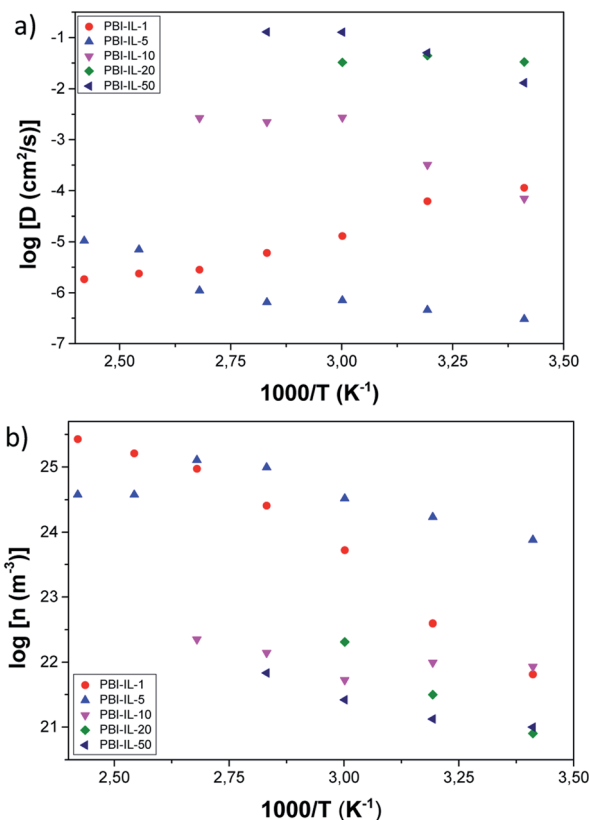 a)
PBI-IL-1
PBI-IL-5
PBI-IL-10
PBI-IL-20
PBI-IL-50
log [D (cm²/s)]
-1
-2
-3
-4
-5
-6
-7
2,50 2,75 3,00 3,25 3,50
1000/T (K⁻¹)
b)
log [n (m⁻³)]
25
24
23
22
21
PBI-IL-1
PBI-IL-5
PBI-IL-10
PBI-IL-20
PBI-IL-50
2,50 2,75 3,00 3,25 3,50
1000/T (K⁻¹)